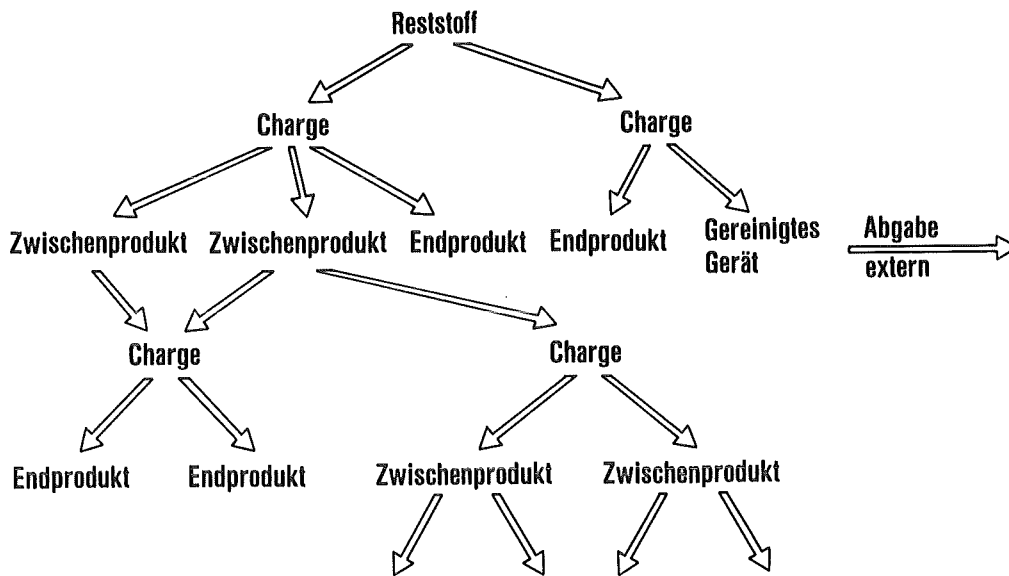 Reststoff
Charge
Charge
Zwischenprodukt
Zwischenprodukt
Endprodukt
Endprodukt
Gereinigtes
Gerät
Abgabe
extern
Charge
Charge
Endprodukt
Endprodukt
Zwischenprodukt
Zwischenprodukt